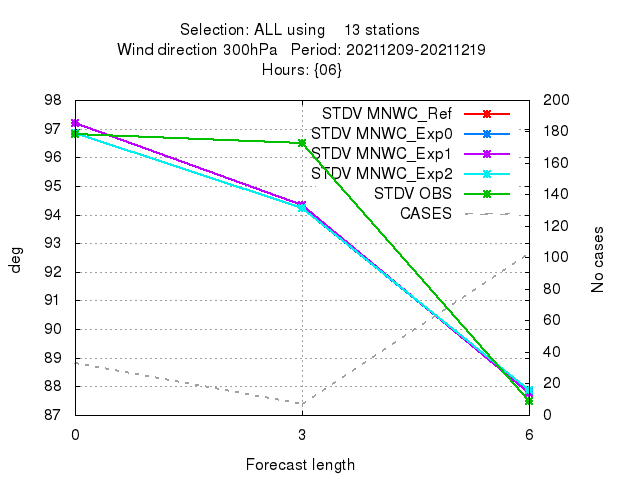 Selection: ALL using    13 stations
Wind direction 300hPa   Period: 20211209-20211219
Hours: {06}
STDV MNWC_Ref
STDV MNWC_Exp0
STDV MNWC_Exp1
STDV MNWC_Exp2
STDV OBS
CASES
98
97
96
95
94
93
92
91
90
89
88
87
deg
200
180
160
140
120
100
80
60
40
20
0
No cases
0 3 6
Forecast length